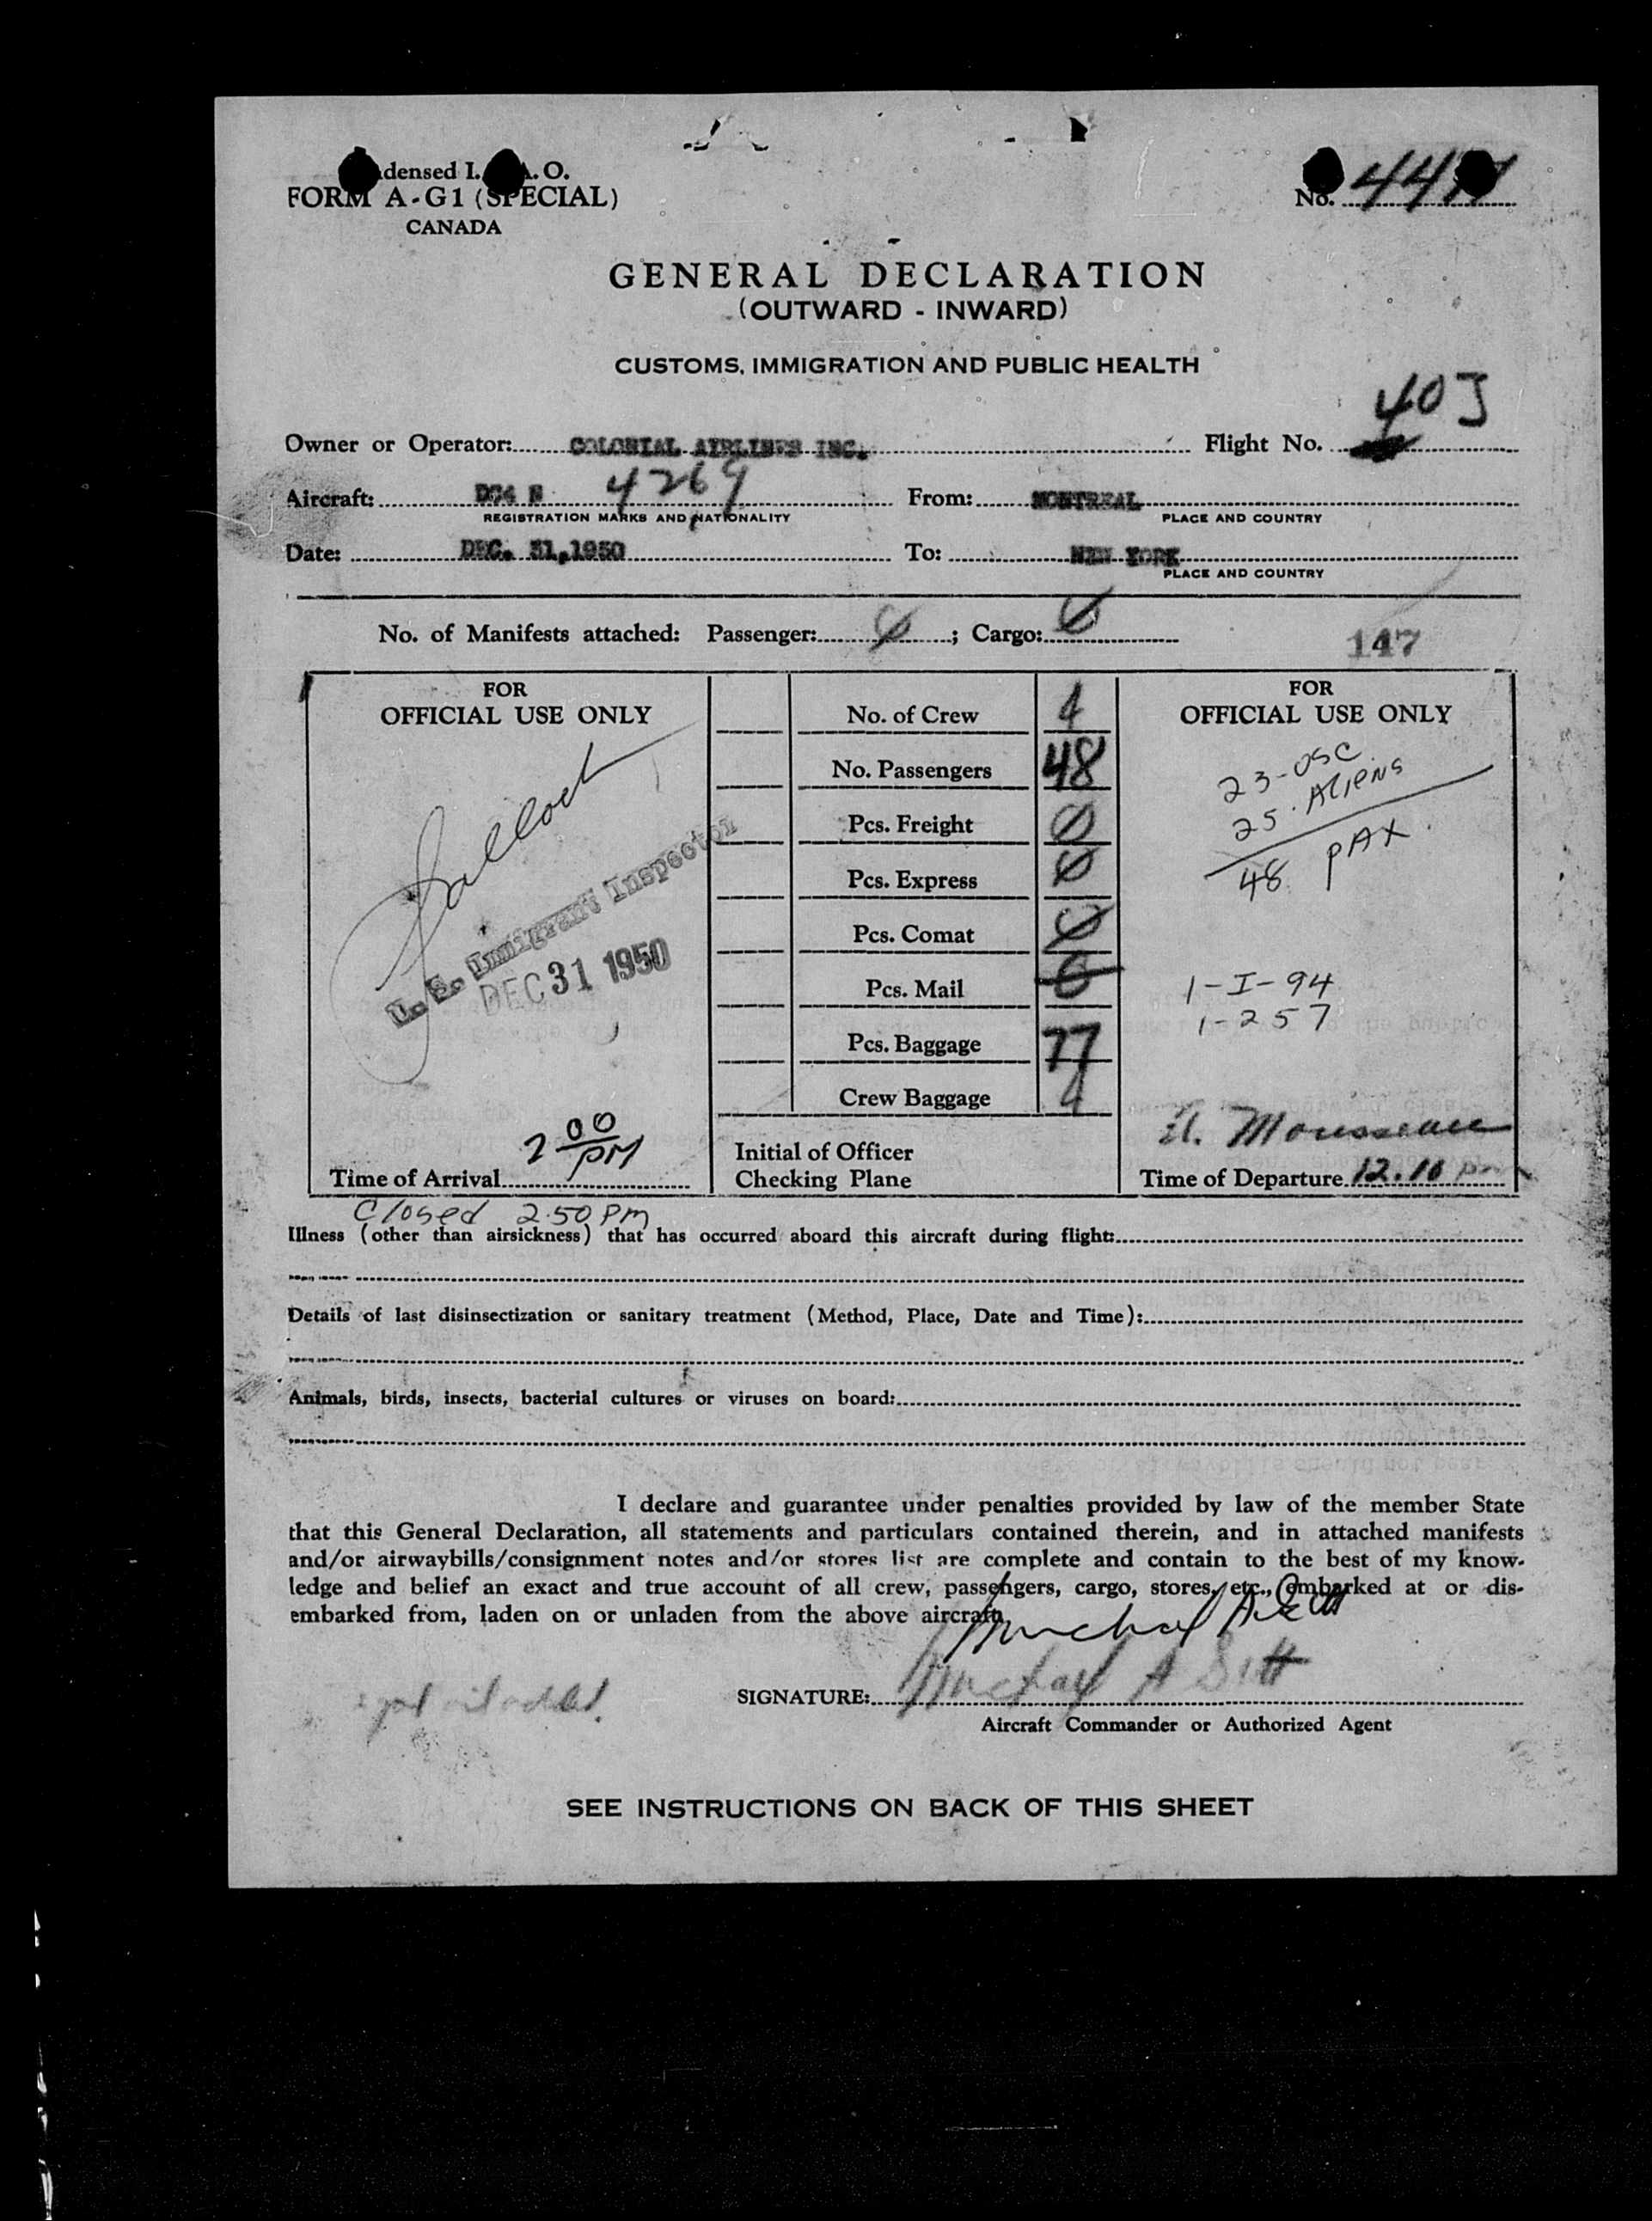 densed I. A. O.
FORM A-G1 (SPECIAL)
CANADA
No. 44
GENERAL DECLARATION
(OUTWARD - INWARD)
CUSTOMS, IMMIGRATION AND PUBLIC HEALTH
403
Owner or Operator: COLONIAL AIRLINES INC. Flight No.
Aircraft: DC4 N 4269 From: MONTREAL
REGISTRATION MARKS AND NATIONALITY PLACE AND COUNTRY
Date: DEC. 31,1950 To: NEW YORK
PLACE AND COUNTRY
No. of Manifests attached: Passenger: 0 ; Cargo: 0
147
FOR
OFFICIAL USE ONLY
U. S. Immigrant Inspector
DEC 31 1950
2 00 PM
Time of Arrival
No. of Crew 4
No. Passengers 48
Pcs. Freight 0
Pcs. Express 0
Pcs. Comat 0
Pcs. Mail 0
Pcs. Baggage 77
Crew Baggage 4
Initial of Officer
Checking Plane
FOR
OFFICIAL USE ONLY
23-USC
25. Aliens
48 PAX.
1-I-94
1-257
Mousseau
Time of Departure 12.10 pm
Closed 2.50 PM
Illness (other than airsickness) that has occurred aboard this aircraft during flight:
Details of last disinsectization or sanitary treatment (Method, Place, Date and Time):
Animals, birds, insects, bacterial cultures or viruses on board:
I declare and guarantee under penalties provided by law of the member State
that this General Declaration, all statements and particulars contained therein, and in attached manifests
and/or airwaybills/consignment notes and/or stores list are complete and contain to the best of my know-
ledge and belief an exact and true account of all crew, passengers, cargo, stores, etc., embarked at or dis-
embarked from, laden on or unladen from the above aircraft.
SIGNATURE:
Aircraft Commander or Authorized Agent
SEE INSTRUCTIONS ON BACK OF THIS SHEET